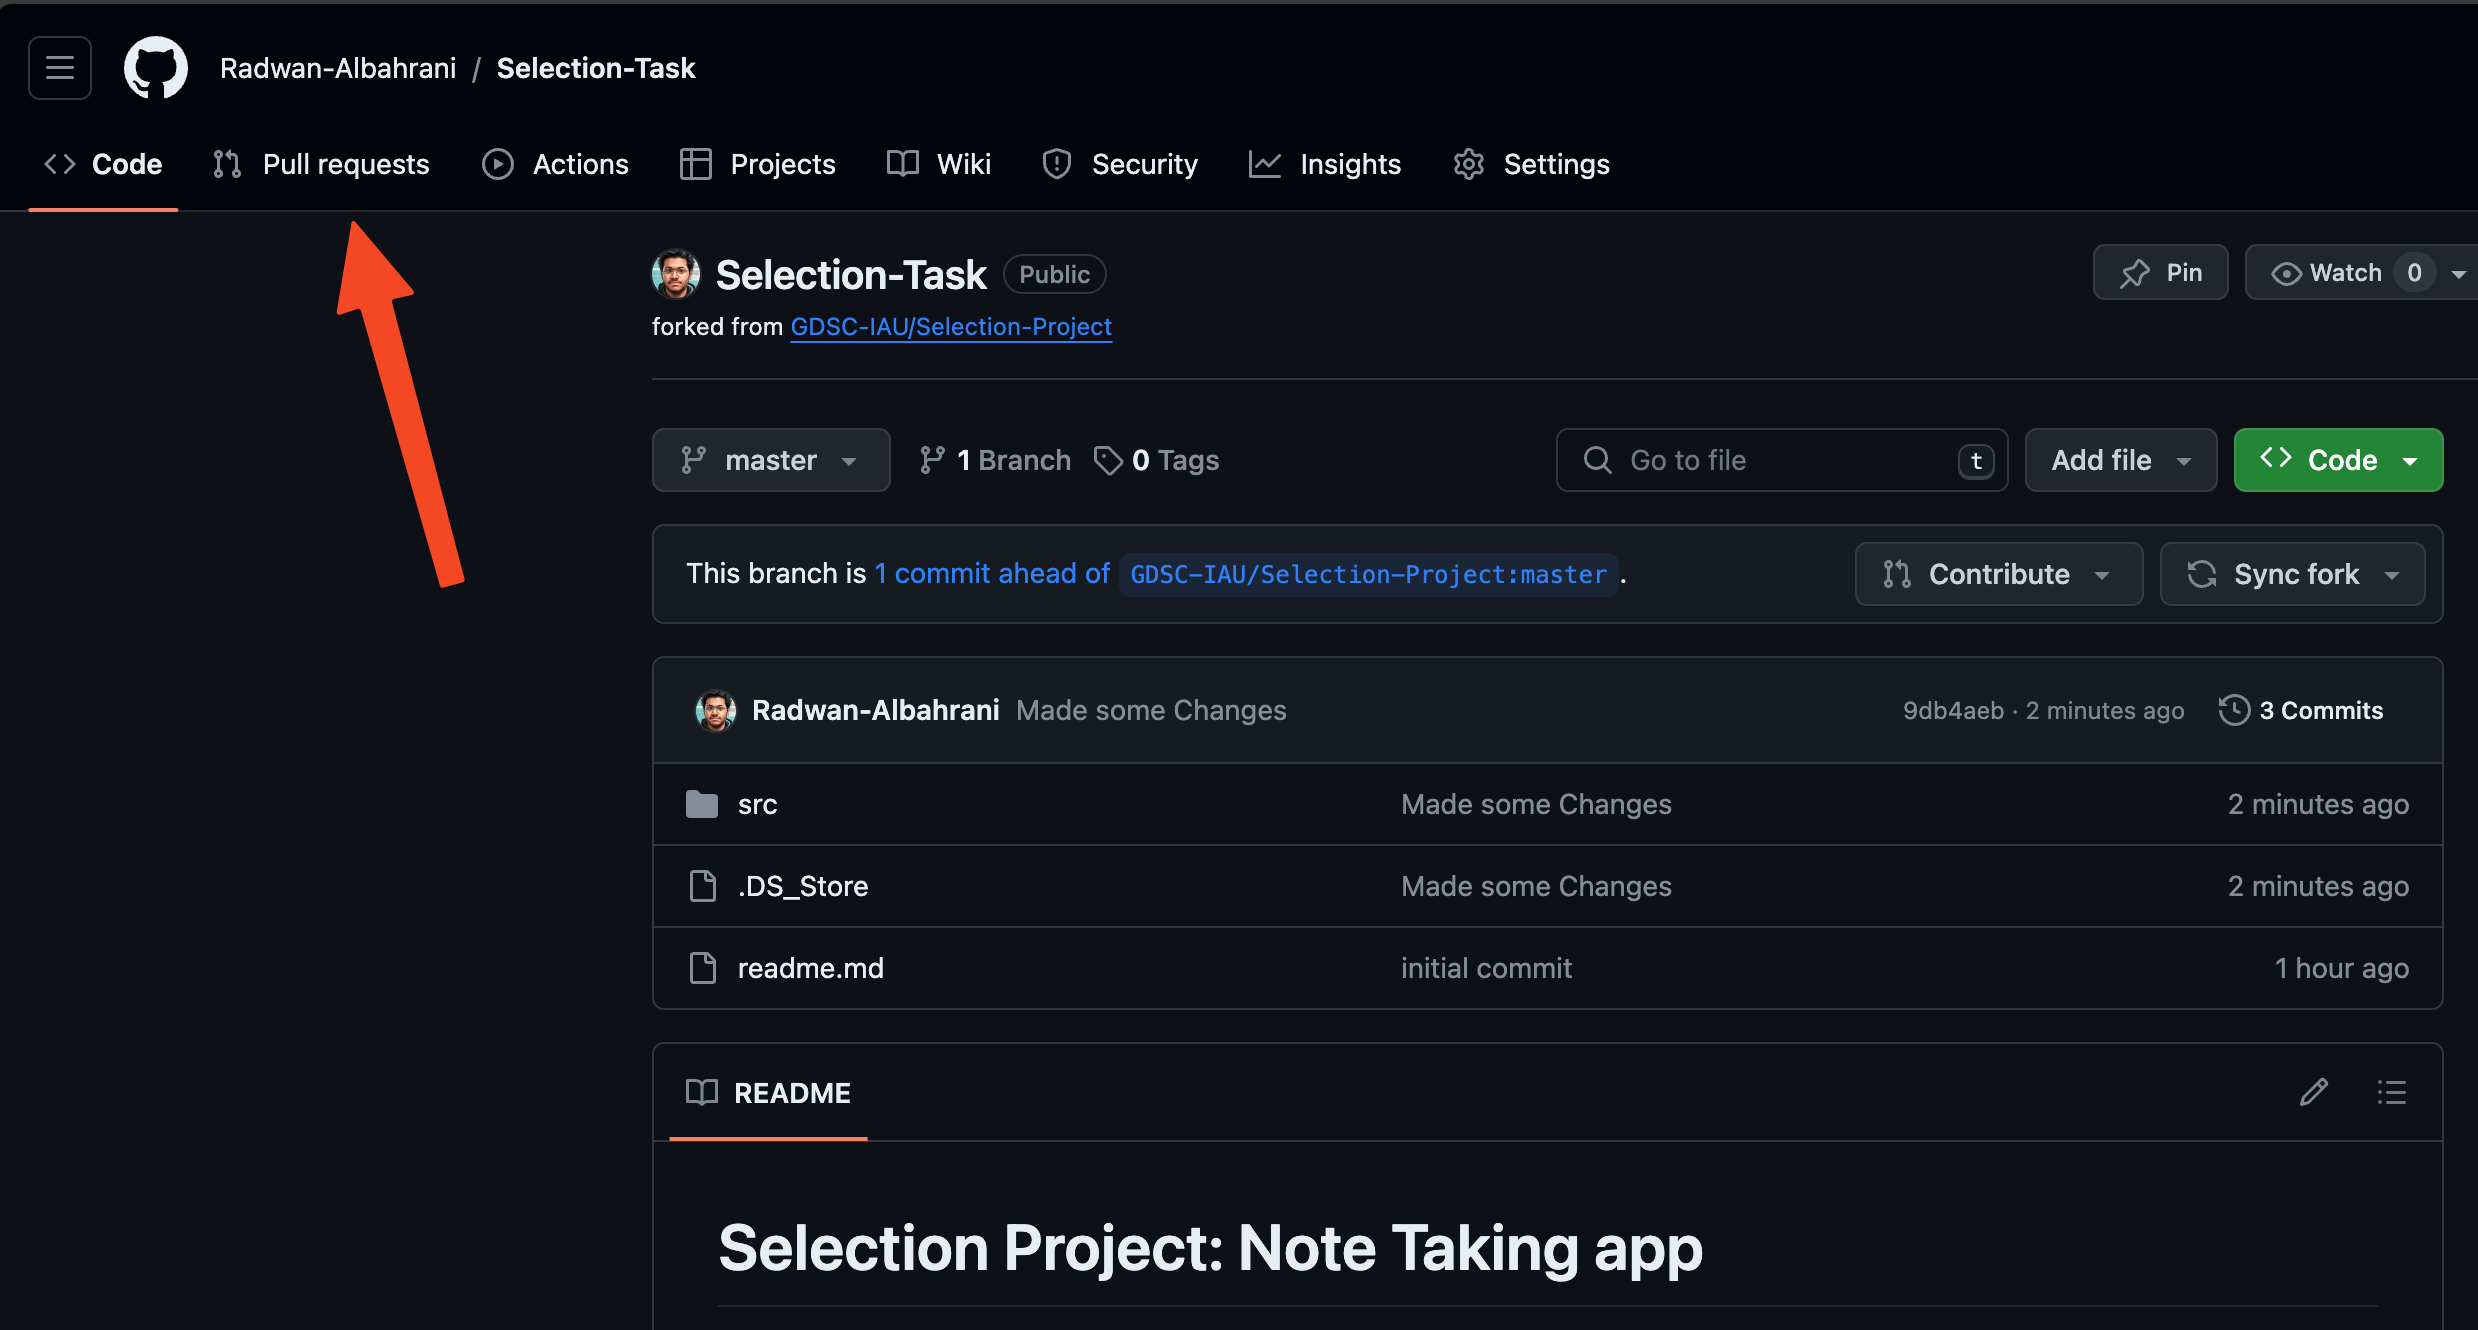 Radwan-Albahrani / Selection-Task
Code Pull requests Actions Projects Wiki Security Insights Settings
Selection-Task Public
Pin Watch 0
forked from GDSC-IAU/Selection-Project
master 1 Branch 0 Tags Go to file t Add file Code
This branch is 1 commit ahead of GDSC-IAU/Selection-Project:master . Contribute Sync fork
Radwan-Albahrani Made some Changes 9db4aeb · 2 minutes ago 3 Commits
src Made some Changes 2 minutes ago
.DS_Store Made some Changes 2 minutes ago
readme.md initial commit 1 hour ago
README
Selection Project: Note Taking app